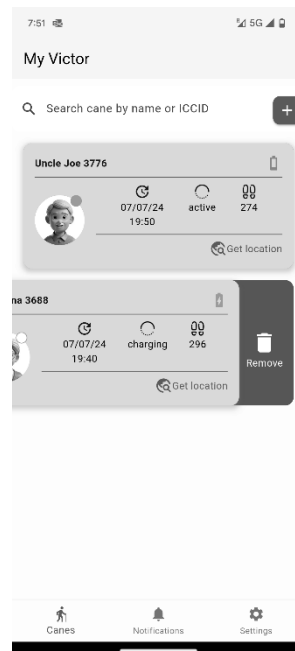 7:51 5G
My Victor
Search cane by name or ICCID
+
Uncle Joe 3776
07/07/24 active 274
19:50
Get location
na 3688
07/07/24 charging 296
19:40
Remove
Get location
Canes Notifications Settings